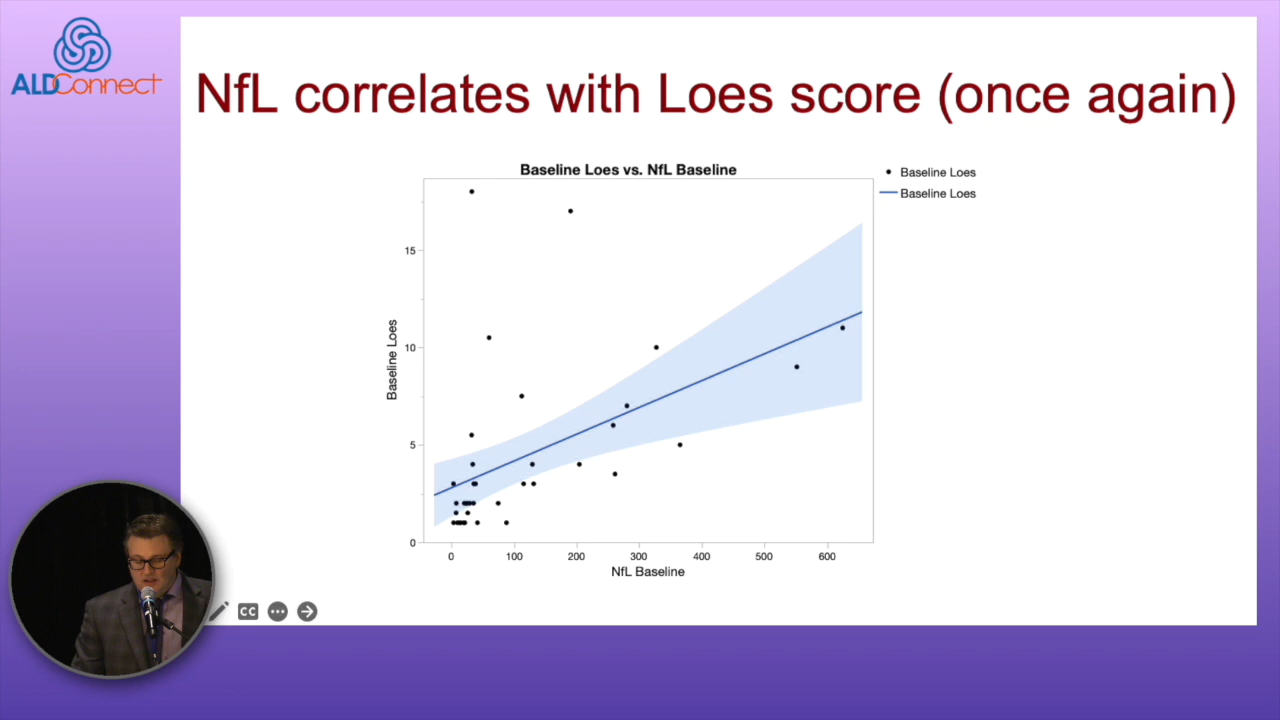 ALDConnect
NfL correlates with Loes score (once again)
Baseline Loes vs. NfL Baseline
Baseline Loes
Baseline Loes
15
10
5
0
Baseline Loes
0 100 200 300 400 500 600
NfL Baseline
CC